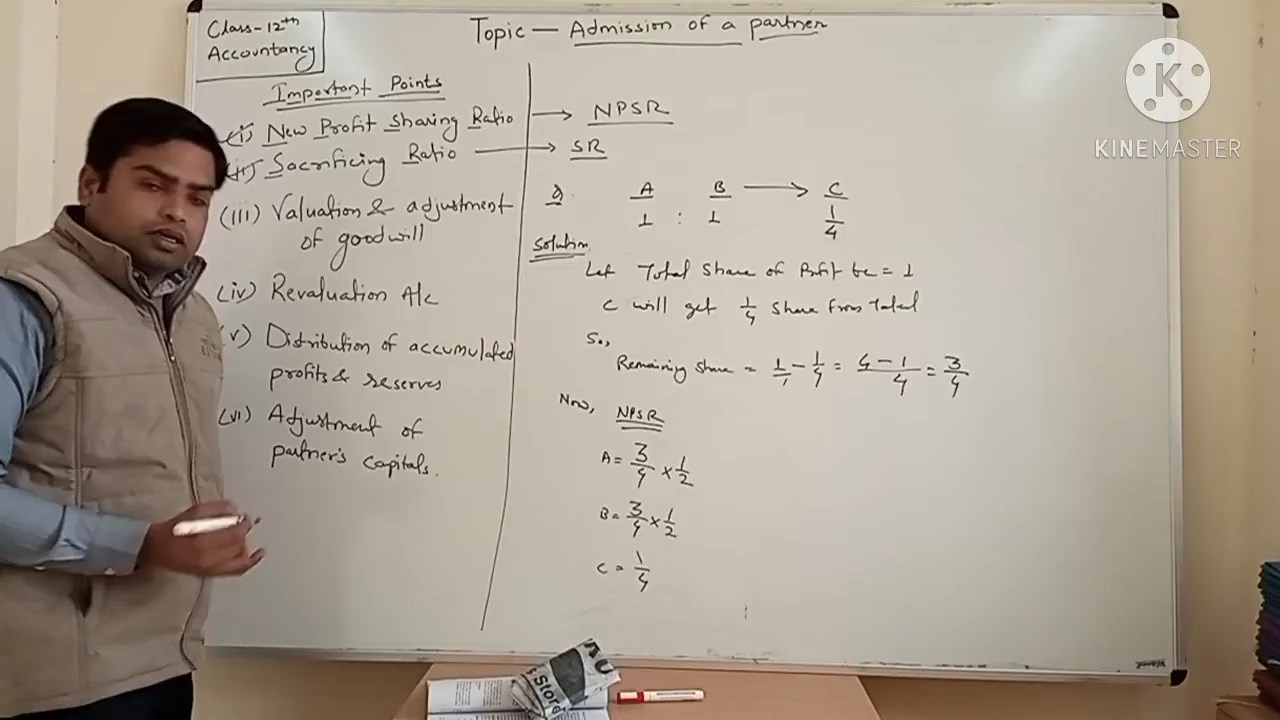 Class-12th
Accountancy
Topic — Admission of a partner
Important Points
(i) New Profit Sharing Ratio → NPSR
(ii) Sacrificing Ratio → SR
(iii) Valuation & adjustment
of goodwill
(iv) Revaluation A/c
(v) Distribution of accumulated
profits & reserves
(vi) Adjustment of
partner's capitals.
Q. A B → C
1 : 1 1/4
Solution
Let Total Share of Profit be = 1
C will get 1/4 Share from Total
So,
Remaining Share = 1/1 - 1/4 = 4-1/4 = 3/4
Now, NPSR
A = 3/4 × 1/2
B = 3/4 × 1/2
C = 1/4
K
KINEMASTER
Store